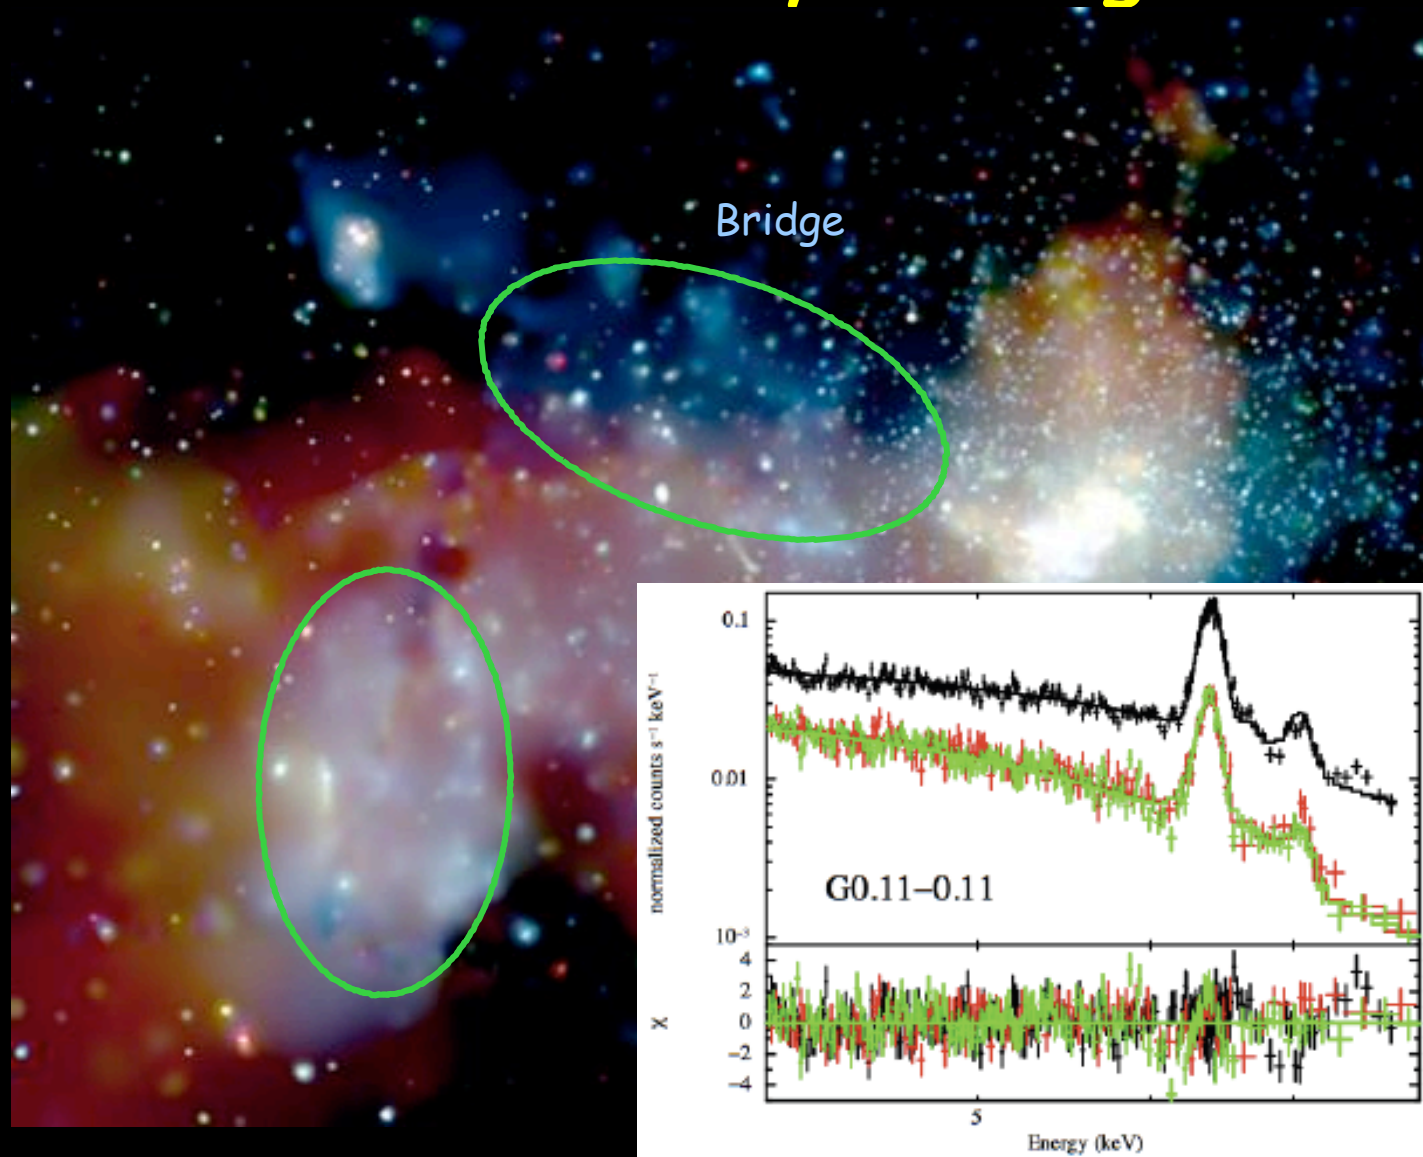 Bridge
0.1
0.01
10⁻³
normalized counts s⁻¹ keV⁻¹
G0.11−0.11
4
2
0
−2
−4
χ
5
Energy (keV)